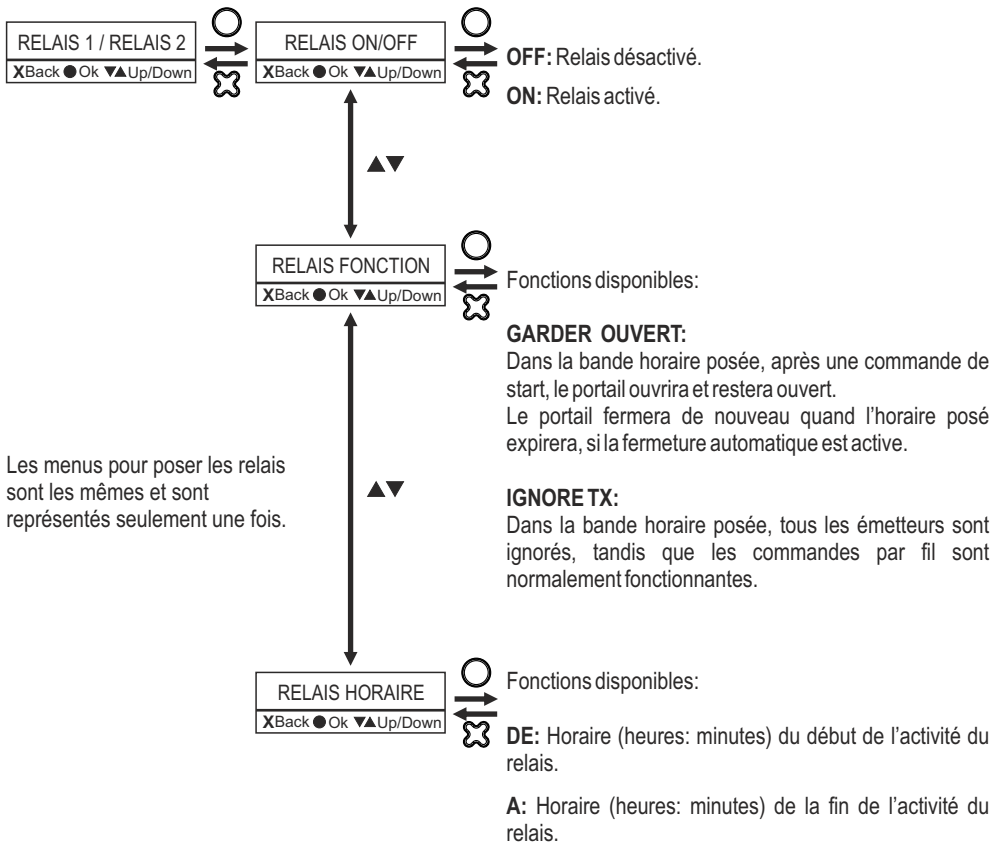 RELAIS 1 / RELAIS 2
XBack ●Ok ▼▲Up/Down
RELAIS ON/OFF
XBack ●Ok ▼▲Up/Down
OFF: Relais désactivé.
ON: Relais activé.
▲▼
RELAIS FONCTION
XBack ●Ok ▼▲Up/Down
Fonctions disponibles:
GARDER OUVERT:
Dans la bande horaire posée, après une commande de
start, le portail ouvrira et restera ouvert.
Le portail fermera de nouveau quand l'horaire posé
expirera, si la fermeture automatique est active.
Les menus pour poser les relais
sont les mêmes et sont
représentés seulement une fois.
▲▼
IGNORE TX:
Dans la bande horaire posée, tous les émetteurs sont
ignorés, tandis que les commandes par fil sont
normalement fonctionnantes.
RELAIS HORAIRE
XBack ●Ok ▼▲Up/Down
Fonctions disponibles:
DE: Horaire (heures: minutes) du début de l'activité du
relais.
A: Horaire (heures: minutes) de la fin de l'activité du
relais.